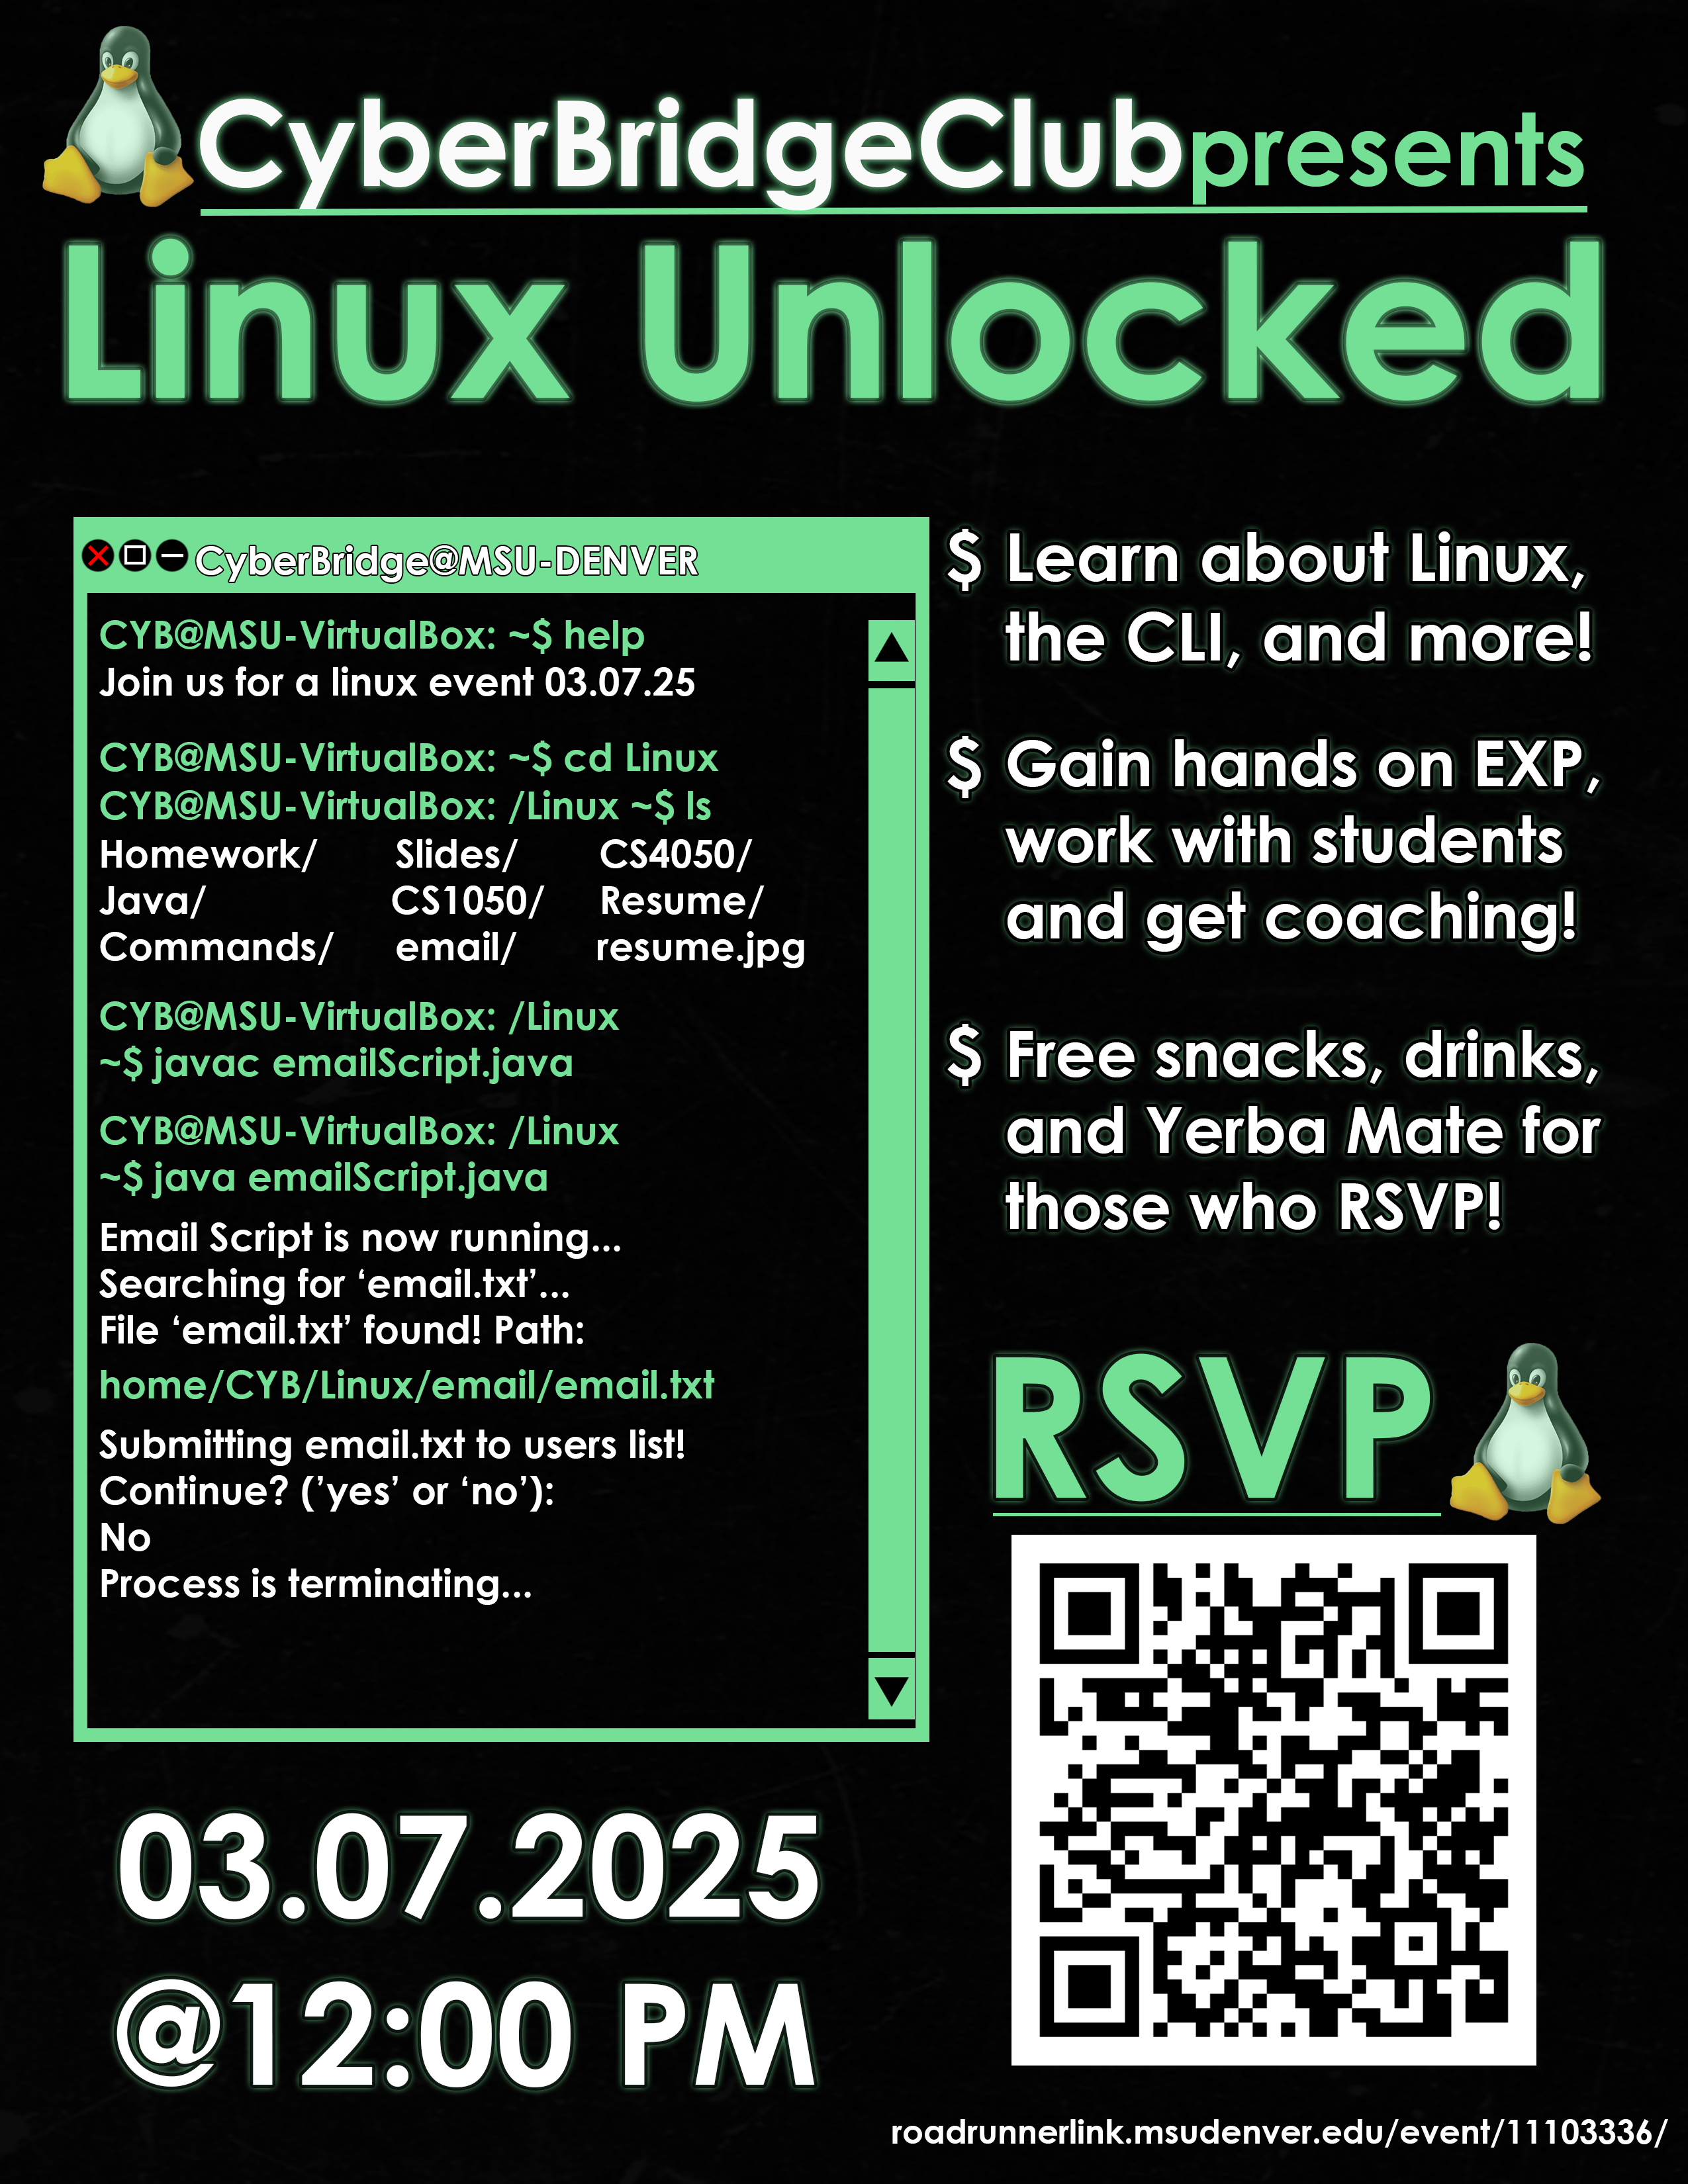 CyberBridgeClubpresents
Linux Unlocked
CyberBridge@MSU-DENVER
CYB@MSU-VirtualBox: ~$ help
Join us for a linux event 03.07.25
CYB@MSU-VirtualBox: ~$ cd Linux
CYB@MSU-VirtualBox: /Linux ~$ ls
Homework/ Slides/ CS4050/
Java/ CS1050/ Resume/
Commands/ email/ resume.jpg
CYB@MSU-VirtualBox: /Linux
~$ javac emailScript.java
CYB@MSU-VirtualBox: /Linux
~$ java emailScript.java
Email Script is now running...
Searching for ‘email.txt’...
File ‘email.txt’ found! Path:
home/CYB/Linux/email/email.txt
Submitting email.txt to users list!
Continue? (’yes’ or ‘no’):
No
Process is terminating...
$ Learn about Linux,
the CLI, and more!
$ Gain hands on EXP,
work with students
and get coaching!
$ Free snacks, drinks,
and Yerba Mate for
those who RSVP!
RSVP
03.07.2025
@12:00 PM
roadrunnerlink.msudenver.edu/event/11103336/